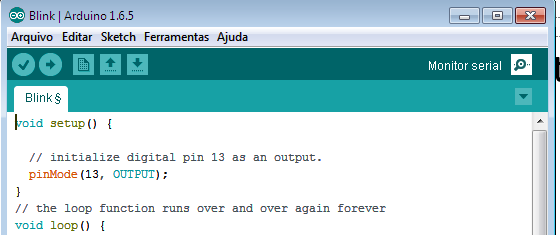 Blink | Arduino 1.6.5
Arquivo Editar Sketch Ferramentas Ajuda
Monitor serial
Blink §
void setup() {
// initialize digital pin 13 as an output.
pinMode(13, OUTPUT);
}
// the loop function runs over and over again forever
void loop() {